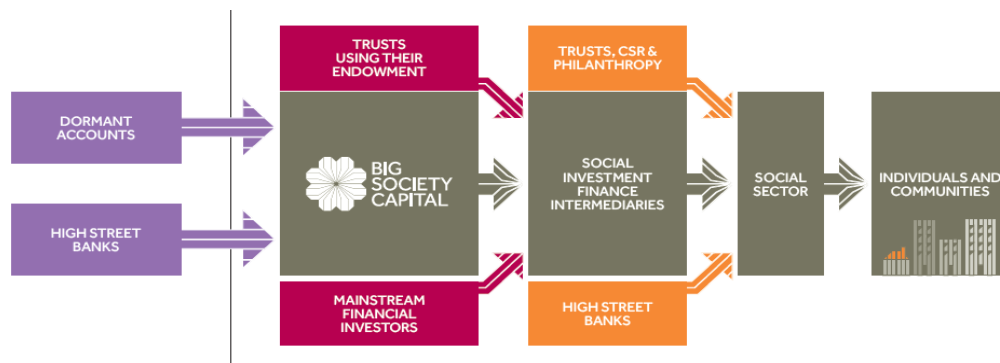 DORMANT
ACCOUNTS
HIGH STREET
BANKS
TRUSTS
USING THEIR
ENDOWMENT
BIG
SOCIETY
CAPITAL
MAINSTREAM
FINANCIAL
INVESTORS
TRUSTS, CSR &
PHILANTHROPY
SOCIAL
INVESTMENT
FINANCE
INTERMEDIARIES
HIGH STREET
BANKS
SOCIAL
SECTOR
INDIVIDUALS AND
COMMUNITIES